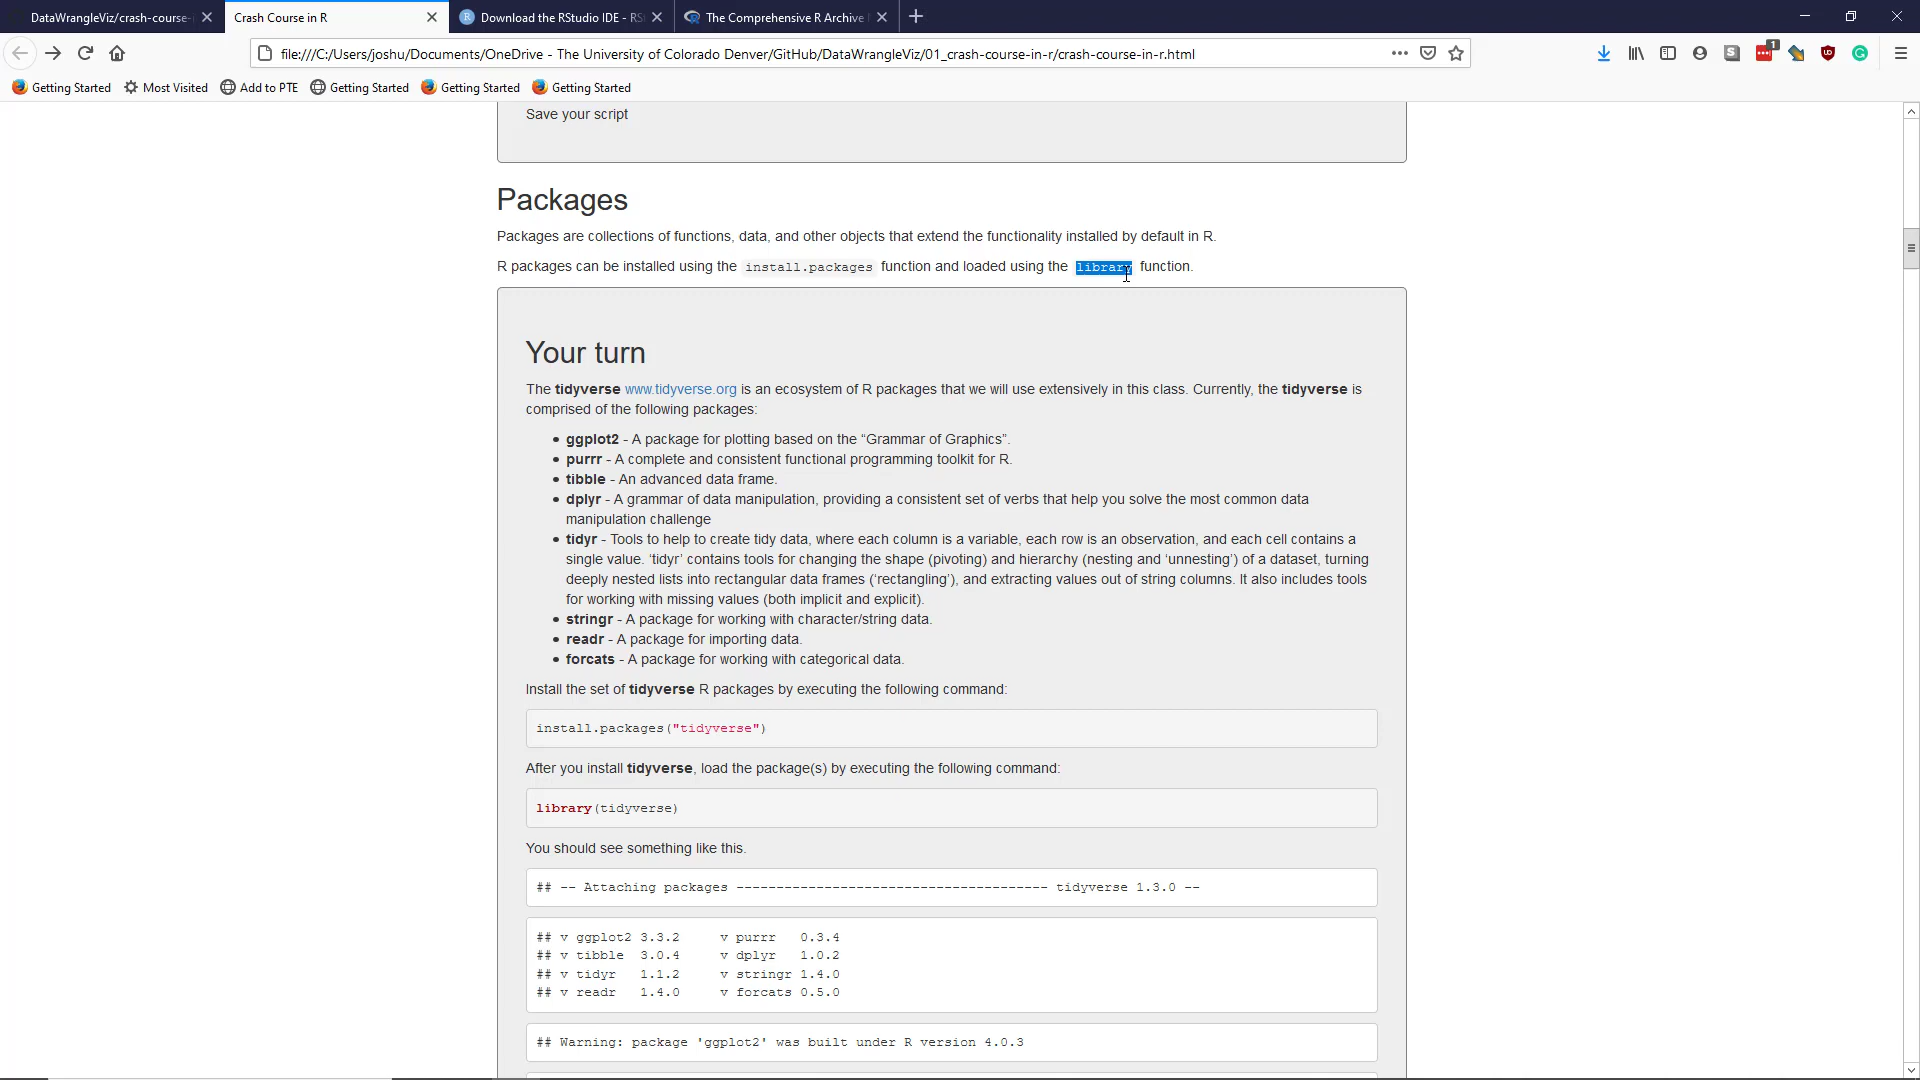 DataWrangleViz/crash-course-
Crash Course in R
Download the RStudio IDE - RS
The Comprehensive R Archive
file:///C:/Users/joshu/Documents/OneDrive - The University of Colorado Denver/GitHub/DataWrangleViz/01_crash-course-in-r/crash-course-in-r.html
1
Getting Started
Most Visited
Add to PTE
Getting Started
Getting Started
Getting Started
Save your script
Packages
Packages are collections of functions, data, and other objects that extend the functionality installed by default in R.
R packages can be installed using the install.packages function and loaded using the library function.
Your turn
The tidyverse www.tidyverse.org is an ecosystem of R packages that we will use extensively in this class. Currently, the tidyverse is
comprised of the following packages:
• ggplot2 - A package for plotting based on the “Grammar of Graphics”.
• purrr - A complete and consistent functional programming toolkit for R.
• tibble - An advanced data frame.
• dplyr - A grammar of data manipulation, providing a consistent set of verbs that help you solve the most common data
manipulation challenge
• tidyr - Tools to help to create tidy data, where each column is a variable, each row is an observation, and each cell contains a
single value. ‘tidyr’ contains tools for changing the shape (pivoting) and hierarchy (nesting and ‘unnesting’) of a dataset, turning
deeply nested lists into rectangular data frames (‘rectangling’), and extracting values out of string columns. It also includes tools
for working with missing values (both implicit and explicit).
• stringr - A package for working with character/string data.
• readr - A package for importing data.
• forcats - A package for working with categorical data.
Install the set of tidyverse R packages by executing the following command:
install.packages("tidyverse")
After you install tidyverse, load the package(s) by executing the following command:
library(tidyverse)
You should see something like this.
## -- Attaching packages --------------------------------------- tidyverse 1.3.0 --
## v ggplot2 3.3.2     v purrr   0.3.4
## v tibble  3.0.4     v dplyr   1.0.2
## v tidyr   1.1.2     v stringr 1.4.0
## v readr   1.4.0     v forcats 0.5.0
## Warning: package 'ggplot2' was built under R version 4.0.3